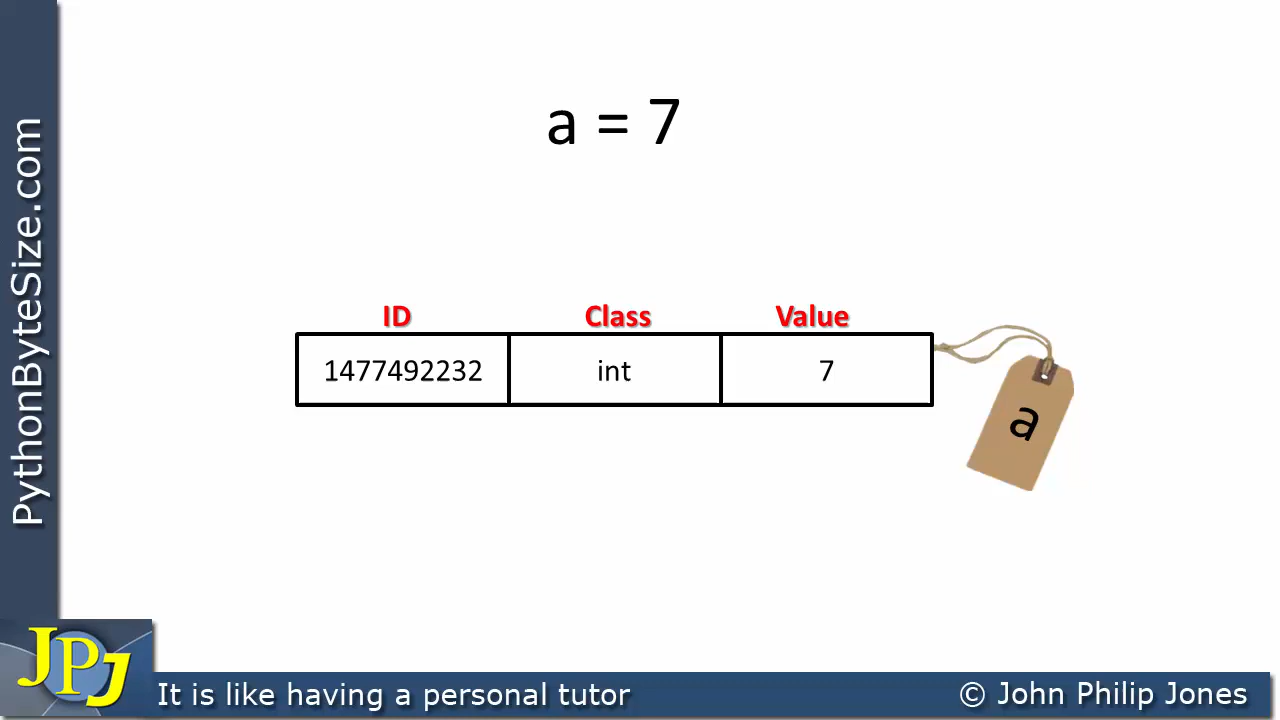 a = 7
ID Class Value
1477492232 int 7
a
PythonByteSize.com
JPJ
It is like having a personal tutor
© John Philip Jones